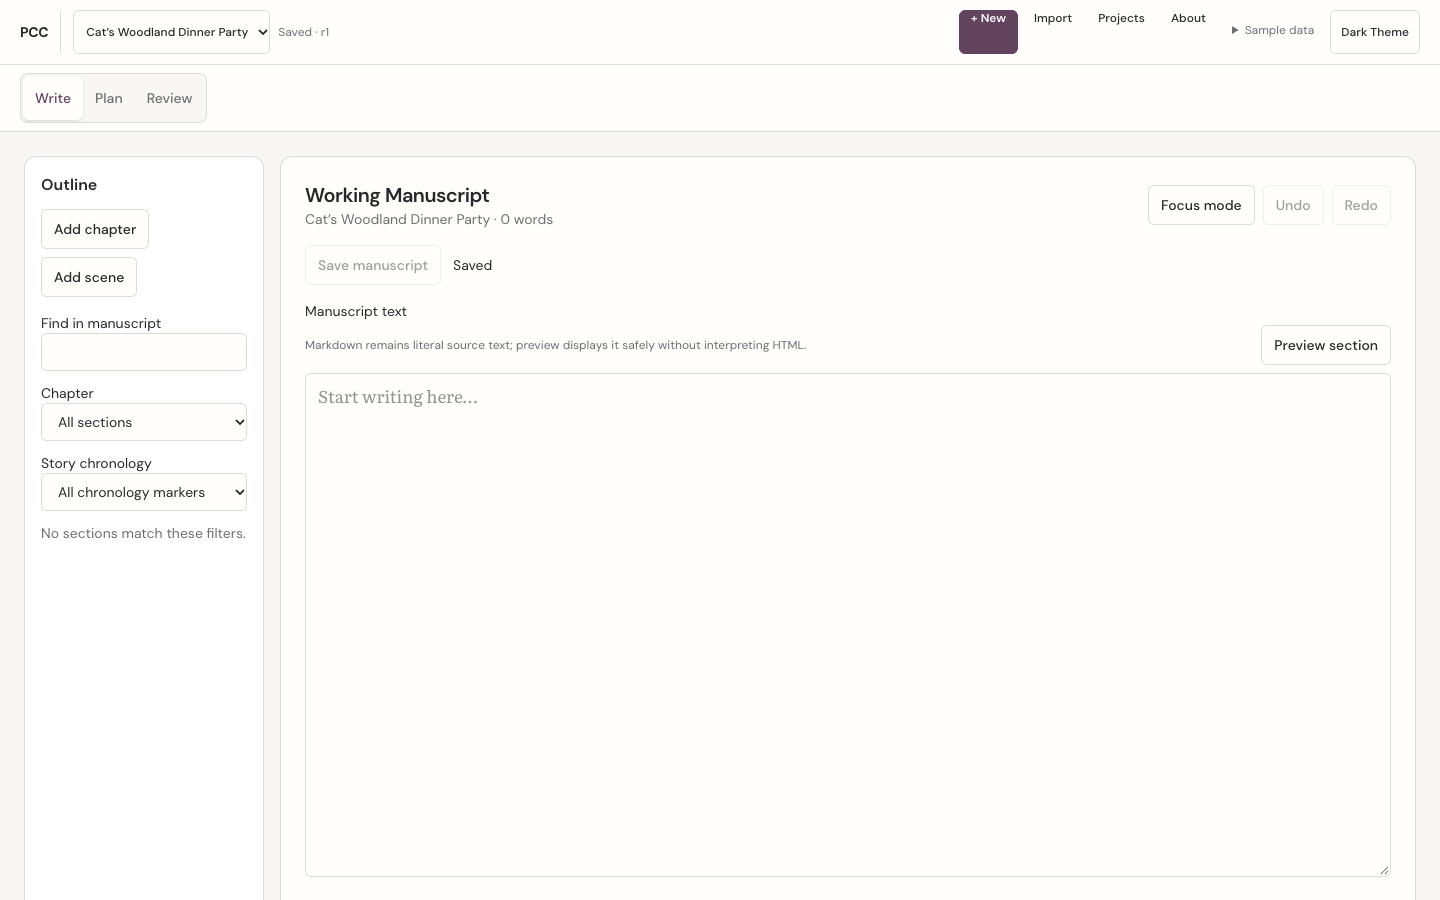 PCC
Cat's Woodland Dinner Party
Saved · r1
+ New
Import
Projects
About
Sample data
Dark Theme
Write
Plan
Review
Outline
Add chapter
Add scene
Find in manuscript
Chapter
All sections
Story chronology
All chronology markers
No sections match these filters.
Working Manuscript
Cat's Woodland Dinner Party · 0 words
Focus mode
Undo
Redo
Save manuscript
Saved
Manuscript text
Markdown remains literal source text; preview displays it safely without interpreting HTML.
Preview section
Start writing here...